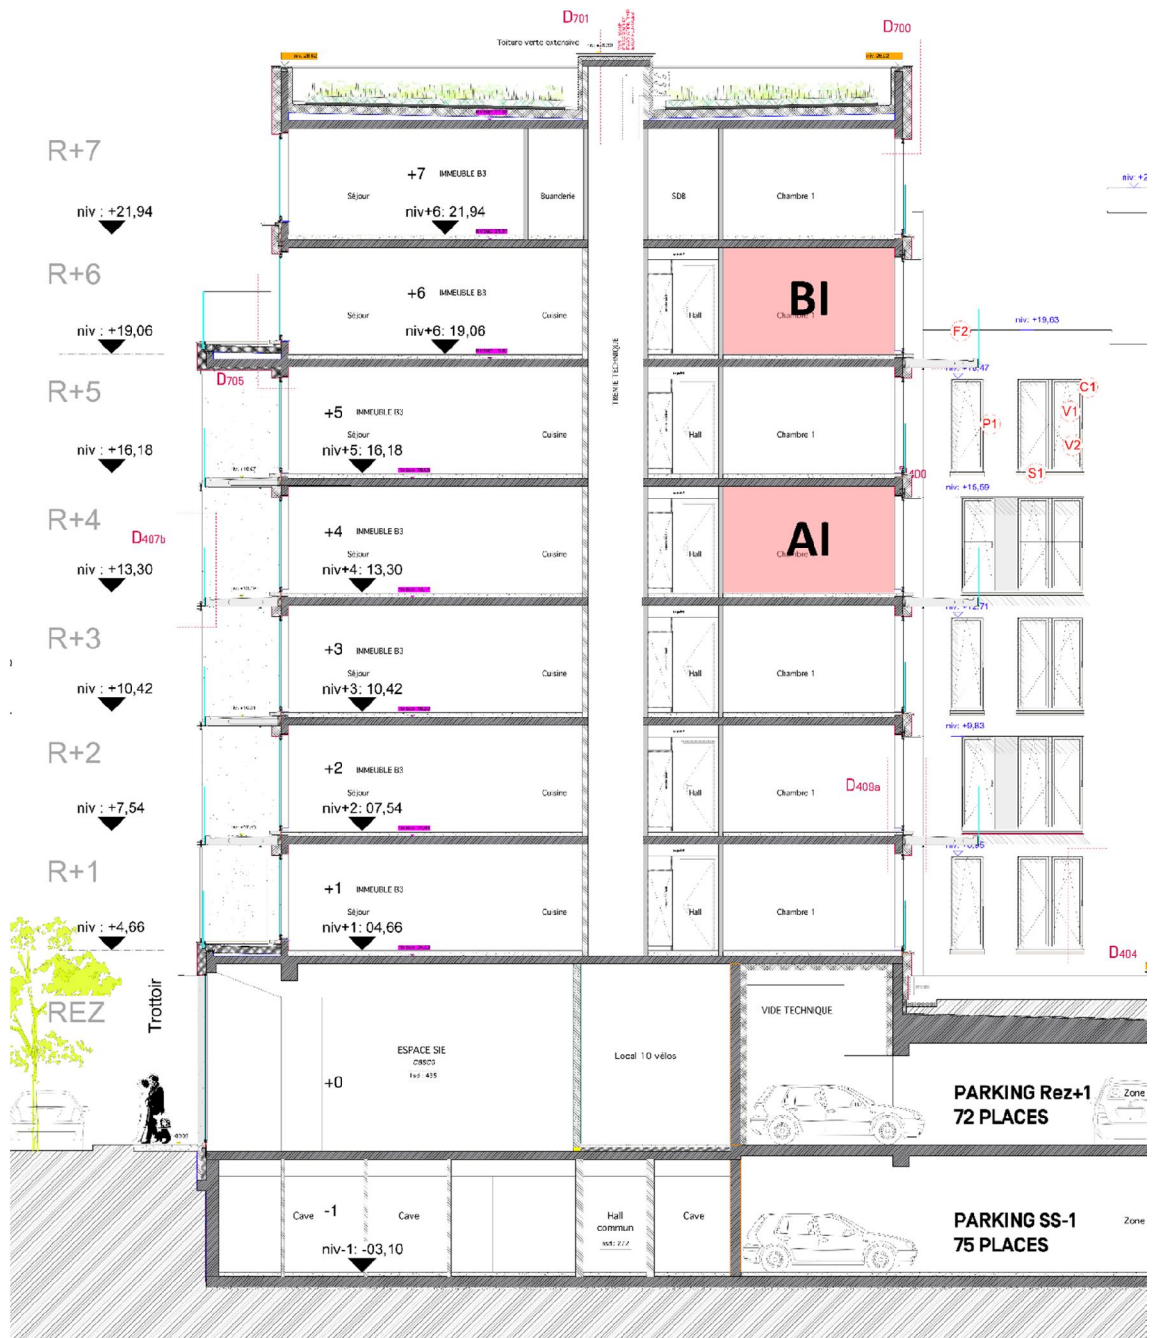 D701
D700
Toiture verte extensive
R+7
+7 IMMEUBLE B3
Séjour
Buanderie
SDB
Chambre 1
niv : +21,94
niv+6: 21,94
R+6
BI
+6 IMMEUBLE B3
Séjour
Cuisine
Hall
Chambre 1
niv : +19,06
niv+6: 19,06
niv: +19,63
F2
TREMIE TECHNIQUE
D705
R+5
+5 IMMEUBLE B3
Séjour
Cuisine
Hall
Chambre 1
niv : +16,18
niv+5: 16,18
C1
V1
P1
V2
S1
niv: +15,59
R+4
AI
D407b
+4 IMMEUBLE B3
Séjour
Cuisine
Hall
niv : +13,30
niv+4: 13,30
R+3
+3 IMMEUBLE B3
Séjour
Cuisine
Hall
Chambre 1
niv : +10,42
niv+3: 10,42
niv: +9,83
R+2
+2 IMMEUBLE B3
Séjour
Cuisine
Hall
Chambre 1
D409a
niv : +7,54
niv+2: 07,54
R+1
+1 IMMEUBLE B3
Séjour
Cuisine
Hall
Chambre 1
niv : +4,66
niv+1: 04,66
D404
REZ
Trottoir
VIDE TECHNIQUE
ESPACE SIE
Local 10 vélos
+0
PARKING Rez+1
72 PLACES
Zone
Cave
-1
Cave
Hall
commun
Cave
PARKING SS-1
75 PLACES
Zone
niv-1: -03,10